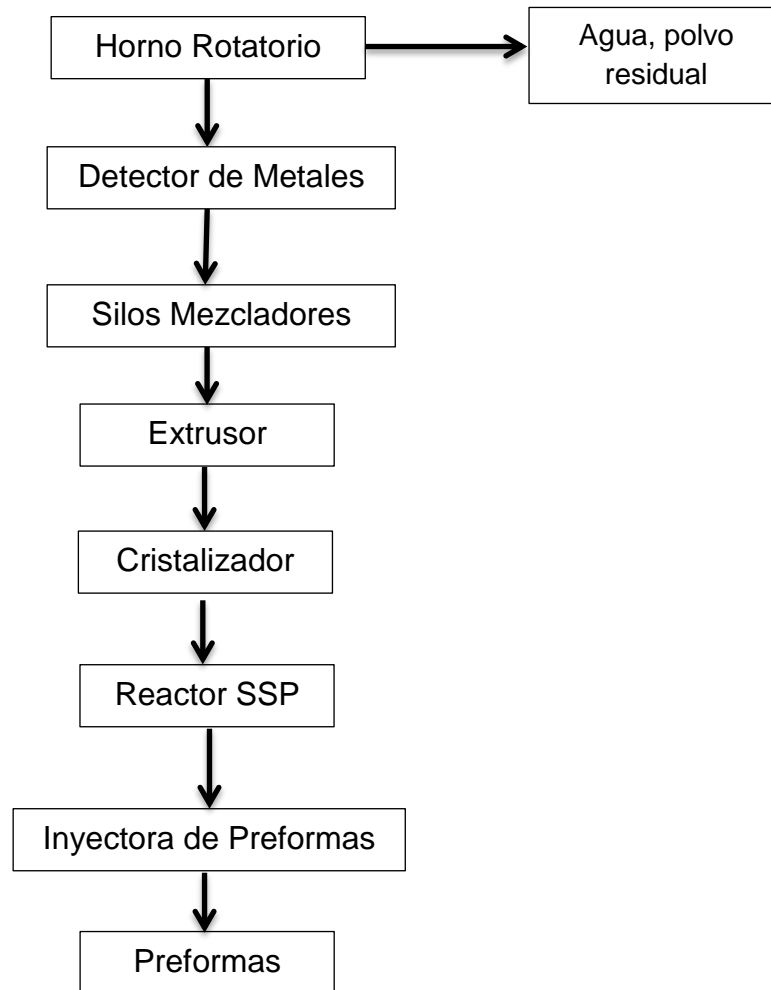 Horno Rotatorio
Agua, polvo
residual
Detector de Metales
Silos Mezcladores
Extrusor
Cristalizador
Reactor SSP
Inyectora de Preformas
Preformas